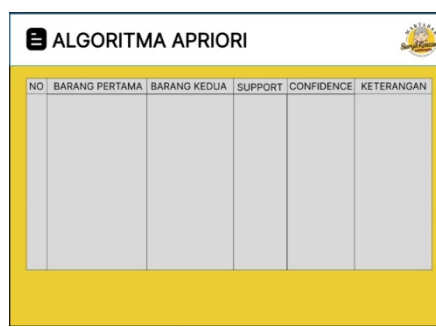 ALGORITMA APRIORI
NO BARANG PERTAMA BARANG KEDUA SUPPORT CONFIDENCE KETERANGAN